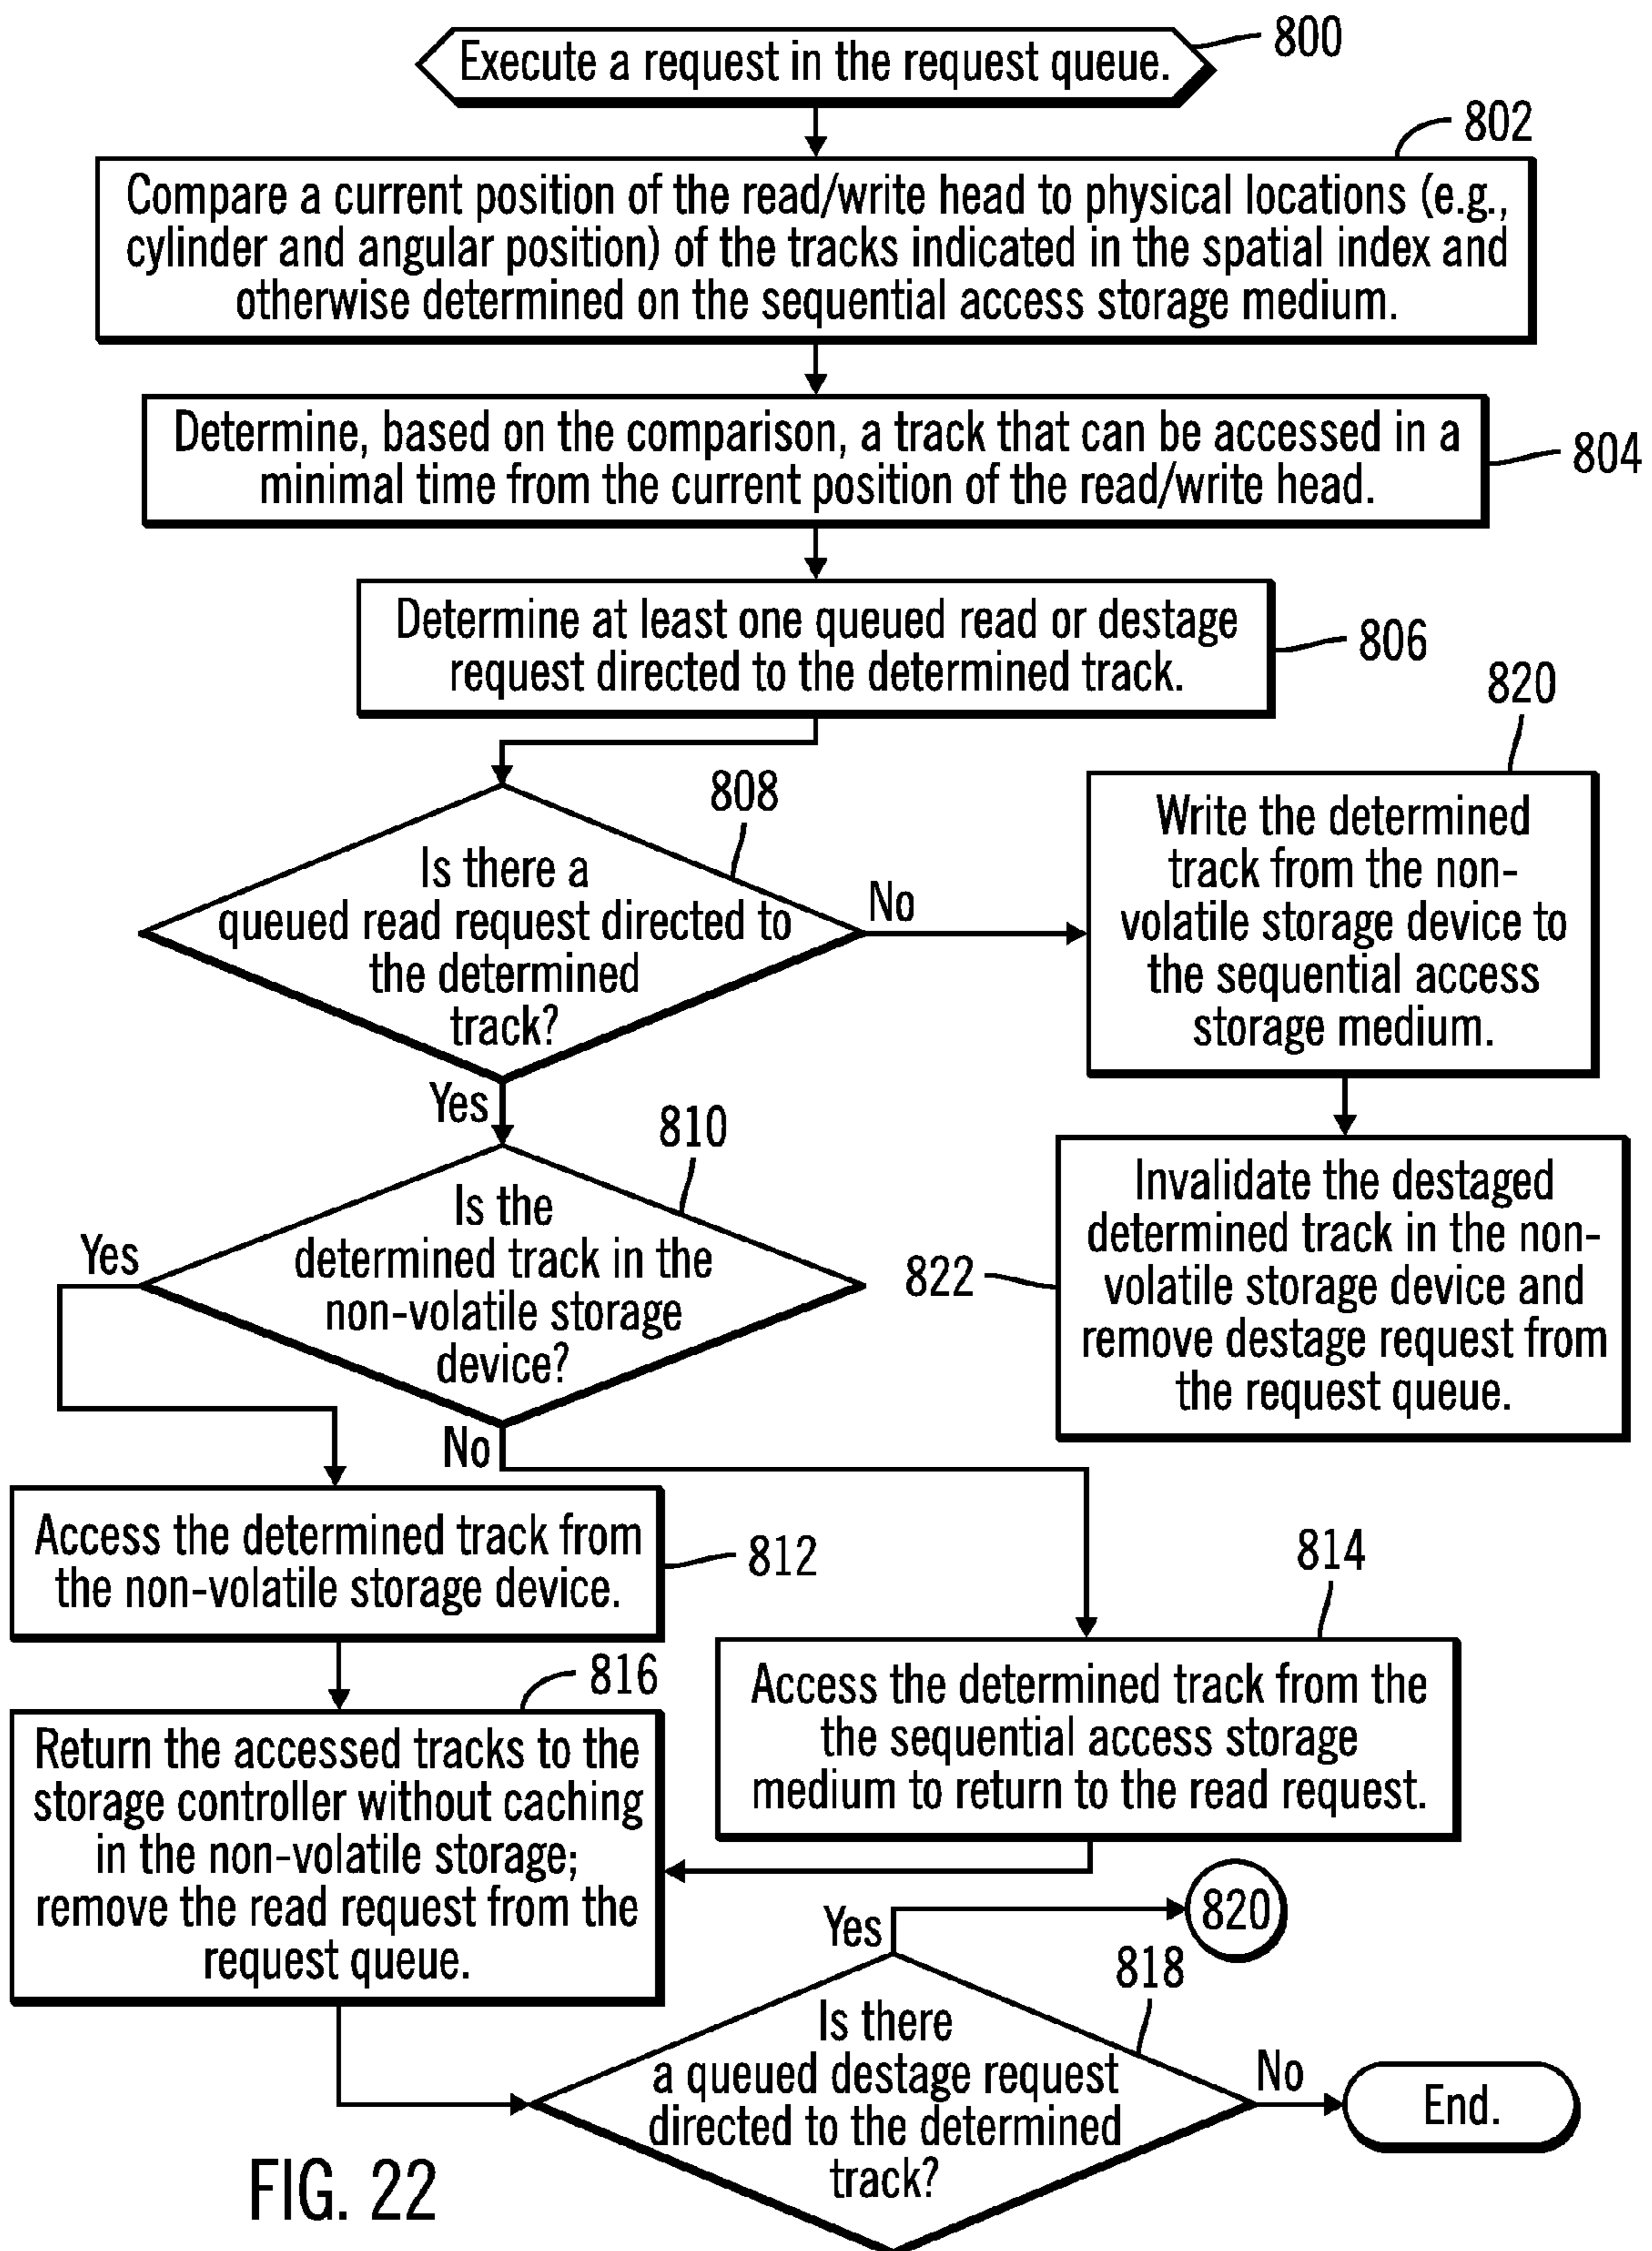 Execute a request in the request queue.
800
802
Compare a current position of the read/write head to physical locations (e.g.,
cylinder and angular position) of the tracks indicated in the spatial index and
otherwise determined on the sequential access storage medium.
Determine, based on the comparison, a track that can be accessed in a
minimal time from the current position of the read/write head.
804
Determine at least one queued read or destage
request directed to the determined track.
806
808
Is there a
queued read request directed to
the determined
track?
No
Yes
820
Write the determined
track from the non-
volatile storage device to
the sequential access
storage medium.
810
Is the
determined track in the
non-volatile storage
device?
Yes
No
822
Invalidate the destaged
determined track in the non-
volatile storage device and
remove destage request from
the request queue.
Access the determined track from
the non-volatile storage device.
812
814
Access the determined track from the
the sequential access storage
medium to return to the read request.
816
Return the accessed tracks to the
storage controller without caching
in the non-volatile storage;
remove the read request from the
request queue.
Yes
820
818
Is there
a queued destage request
directed to the determined
track?
No
End.
FIG. 22